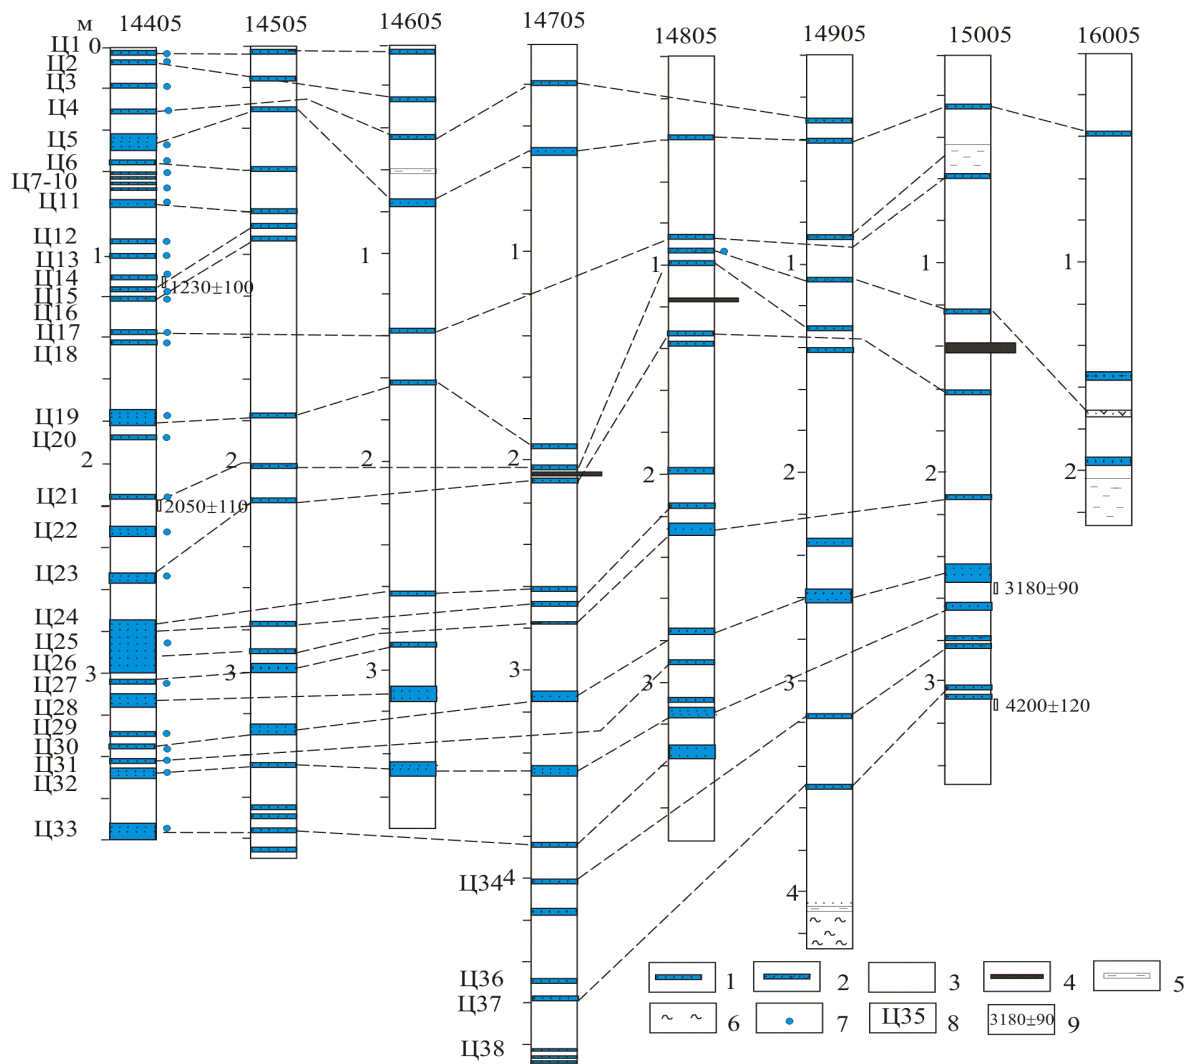 14405 14505 14605 14705 14805 14905 15005 16005
м
Ц1 0
Ц2
Ц3
Ц4
Ц5
Ц6
Ц7-10
Ц11
Ц12
1 1 1 1 1 1 1
Ц13
Ц14
1230±100
Ц15
Ц16
Ц17
Ц18
Ц19
Ц20
2 2 2 2 2 2 2 2
Ц21
2050±110
Ц22
Ц23
3180±90
Ц24
Ц25
Ц26
3 3 3 3 3 3
Ц27
Ц28
4200±120
Ц29
Ц30
Ц31
Ц32
Ц33
Ц34 4 4
Ц36
Ц37
Ц38
1 2 3 4 5
6 7 Ц35 8 3180±90 9